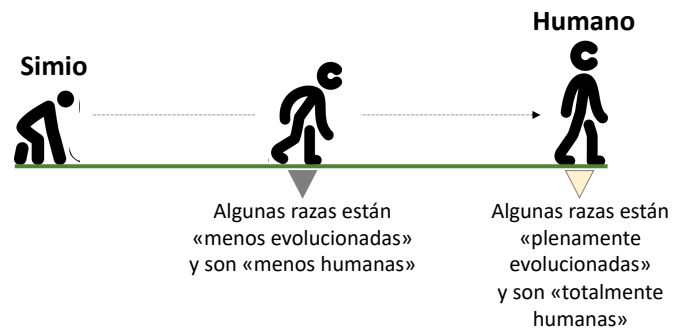 Simio
Humano
Algunas razas están
«menos evolucionadas»
y son «menos humanas»
Algunas razas están
«plenamente
evolucionadas»
y son «totalmente
humanas»